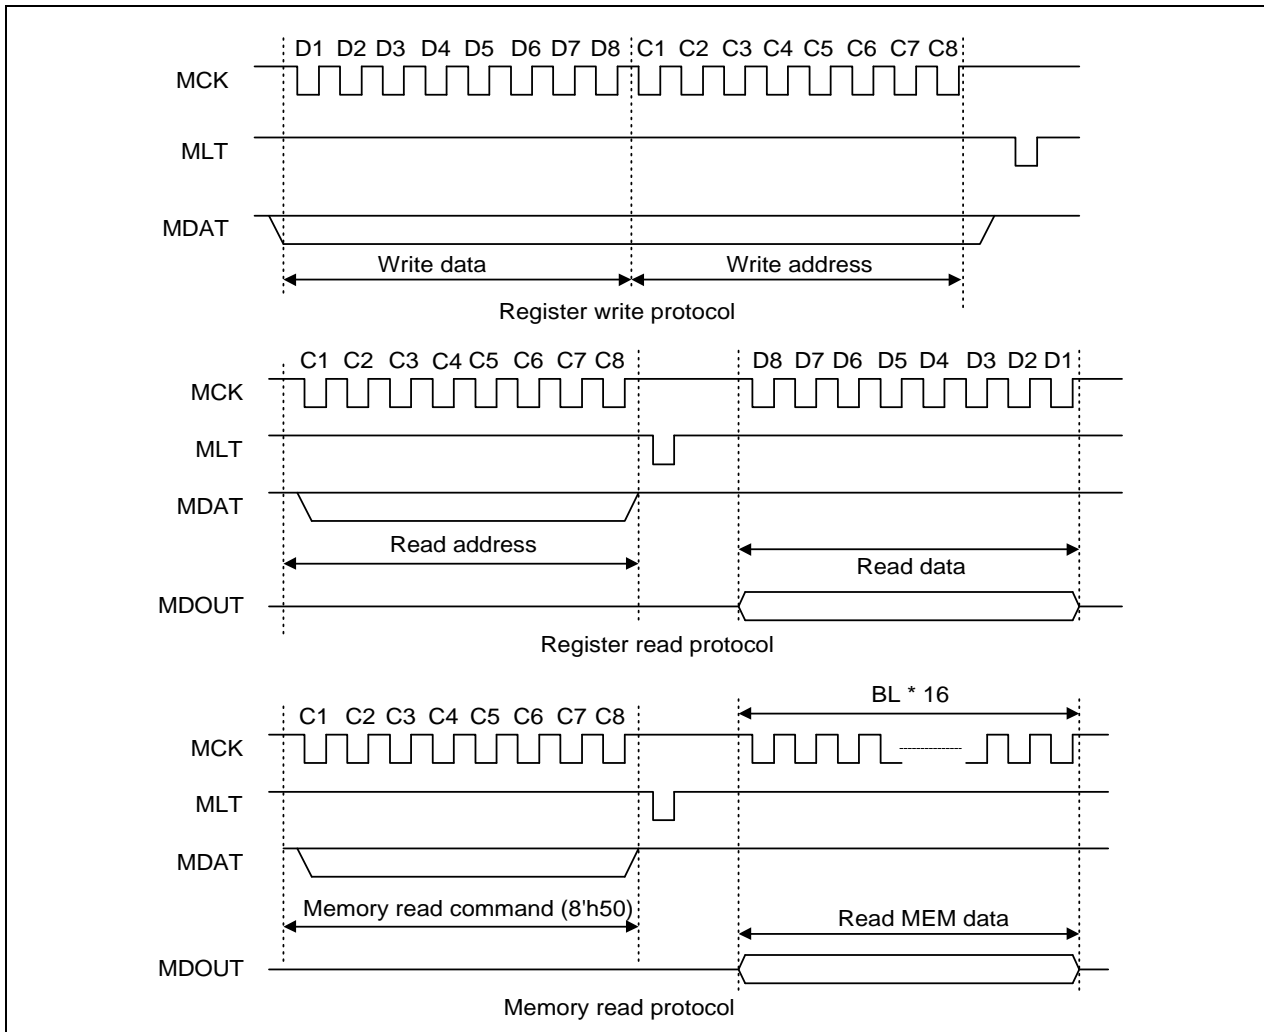 D1 D2 D3 D4 D5 D6 D7 D8 C1 C2 C3 C4 C5 C6 C7 C8
MCK
MLT
MDAT
Write data Write address
Register write protocol
C1 C2 C3 C4 C5 C6 C7 C8 D8 D7 D6 D5 D4 D3 D2 D1
MCK
MLT
MDAT
Read address
Read data
MDOUT
Register read protocol
BL * 16
C1 C2 C3 C4 C5 C6 C7 C8
MCK
MLT
MDAT
Memory read command (8'h50) Read MEM data
MDOUT
Memory read protocol